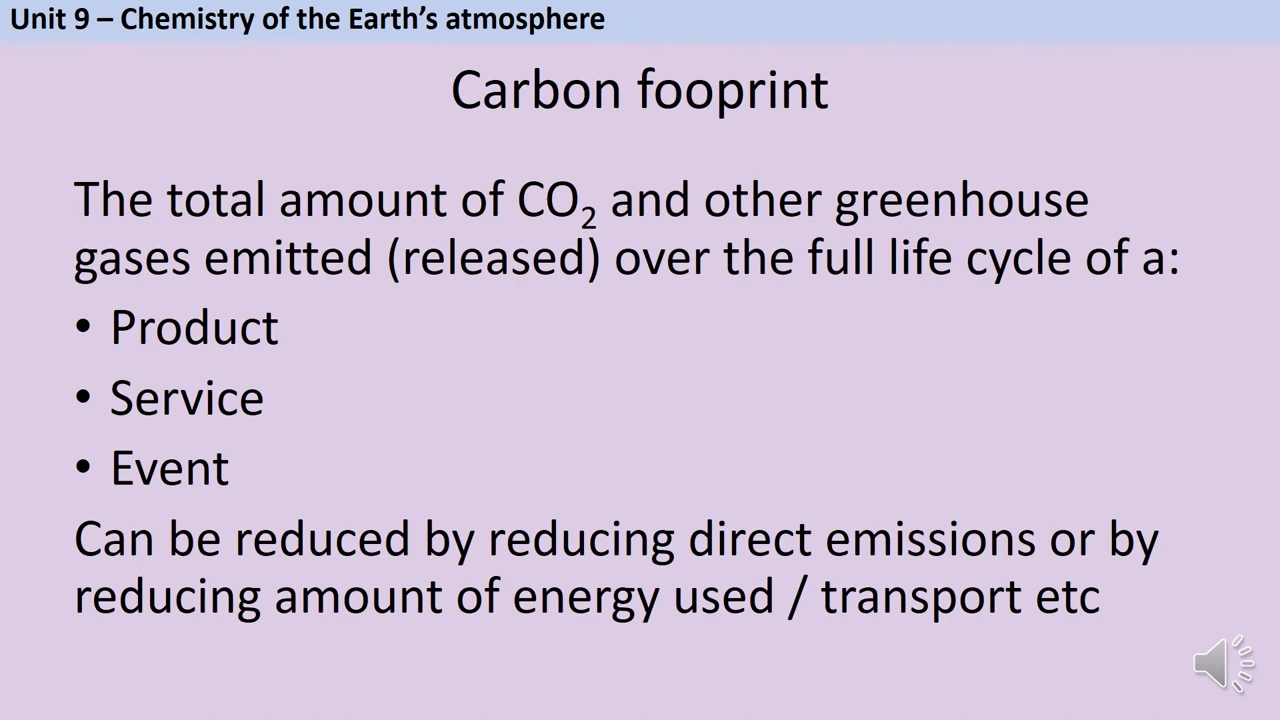 Unit 9 – Chemistry of the Earth’s atmosphere
Carbon fooprint
The total amount of CO₂ and other greenhouse
gases emitted (released) over the full life cycle of a:
• Product
• Service
• Event
Can be reduced by reducing direct emissions or by
reducing amount of energy used / transport etc